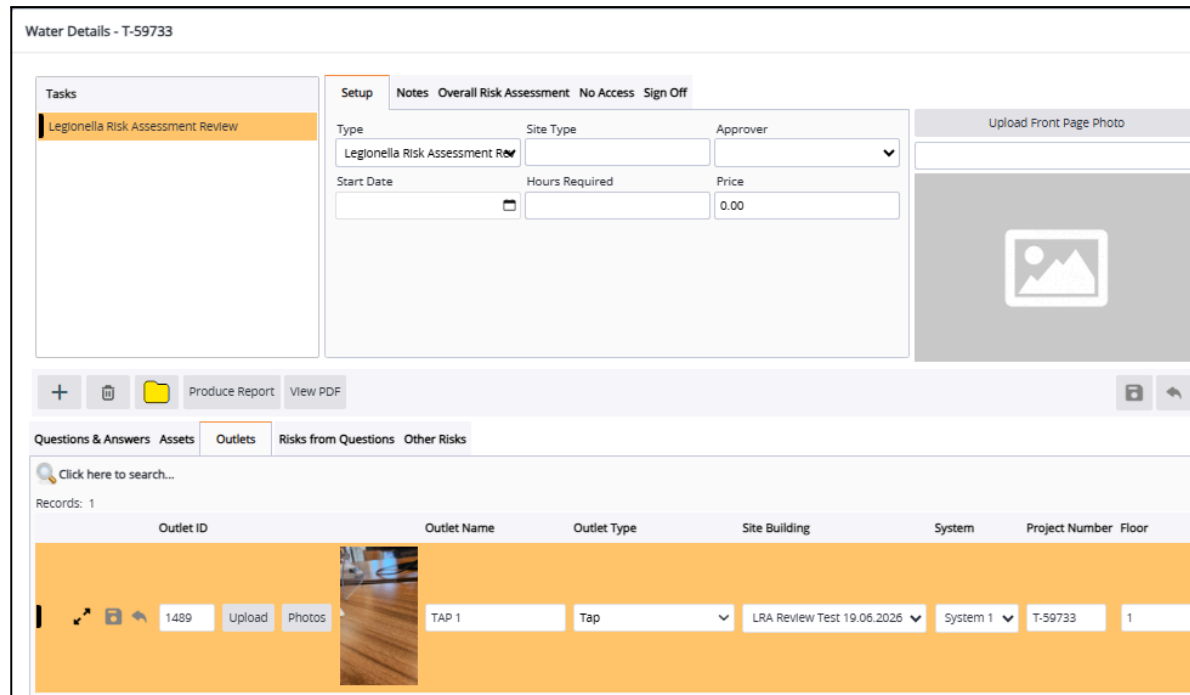 Water Details - T-59733
Tasks
Legionella Risk Assessment Review
Setup Notes Overall Risk Assessment No Access Sign Off
Type Site Type Approver
Legionella Risk Assessment Rev
Start Date Hours Required Price
0.00
Upload Front Page Photo
Produce Report View PDF
Questions & Answers Assets Outlets Risks from Questions Other Risks
Click here to search...
Records: 1
Outlet ID Outlet Name Outlet Type Site Building System Project Number Floor
1489 Upload Photos TAP 1 Tap LRA Review Test 19.06.2026 System 1 T-59733 1